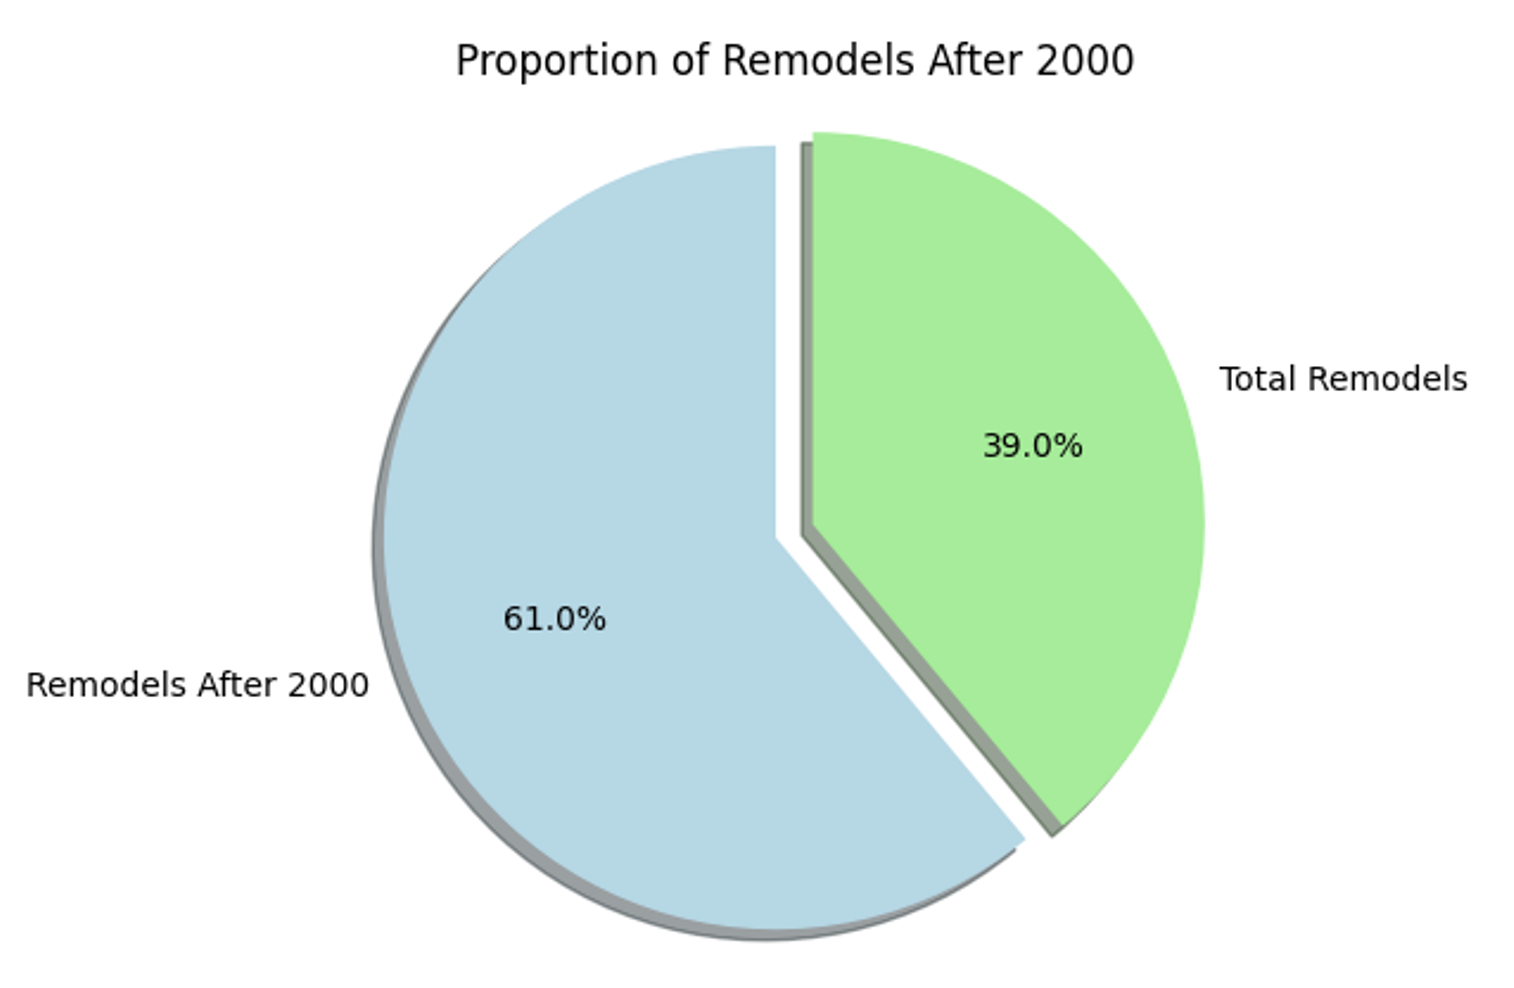 Proportion of Remodels After 2000
Total Remodels
39.0%
61.0%
Remodels After 2000